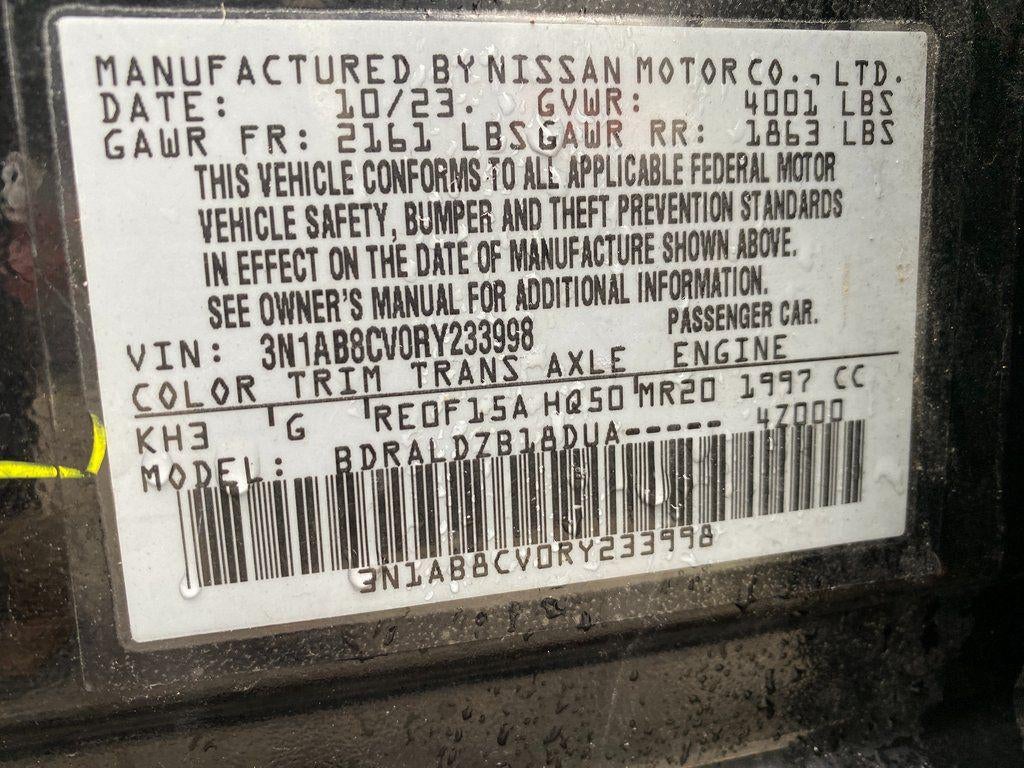 MANUFACTURED BY NISSAN MOTOR CO., LTD.
DATE: 10/23. GVWR: 4001 LBS
GAWR FR: 2161 LBS GAWR RR: 1863 LBS
THIS VEHICLE CONFORMS TO ALL APPLICABLE FEDERAL MOTOR
VEHICLE SAFETY, BUMPER AND THEFT PREVENTION STANDARDS
IN EFFECT ON THE DATE OF MANUFACTURE SHOWN ABOVE.
SEE OWNER'S MANUAL FOR ADDITIONAL INFORMATION.
VIN: 3N1AB8CV0RY233998 PASSENGER CAR.
COLOR TRIM TRANS AXLE ENGINE
KH3 G RE0F15A HQ50 MR20 1997 CC
MODEL: BDRALDZB18DUA----- 4Z000
3N1AB8CV0RY233998